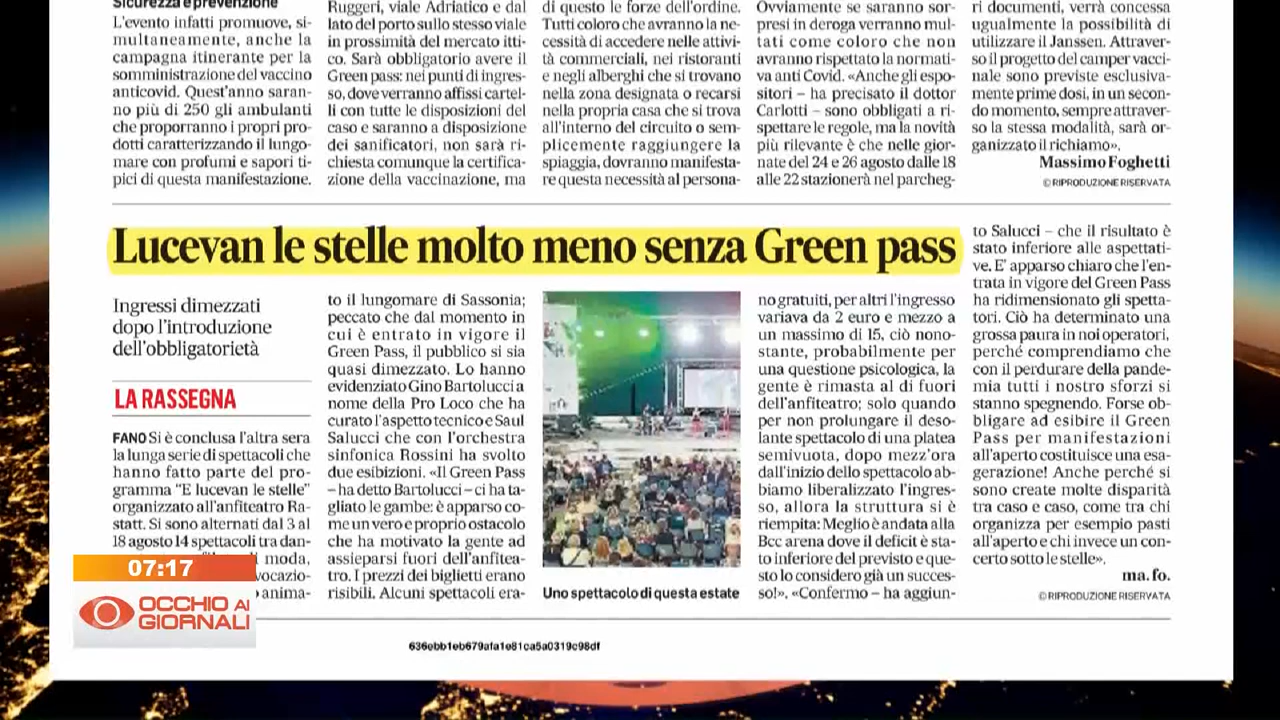 Sicurezza e prevenzione
L'evento infatti promuove, si-
multaneamente, anche la
campagna itinerante per la
somministrazione del vaccino
anticovid. Quest'anno saran-
no più di 250 gli ambulanti
che proporranno i propri pro-
dotti caratterizzando il lungo-
mare con profumi e sapori ti-
pici di questa manifestazione.
Ruggeri, viale Adriatico e dal
lato del porto sullo stesso viale
in prossimità del mercato itti-
co. Sarà obbligatorio avere il
Green pass: nei punti di ingres-
so, dove verranno affissi cartel-
li con tutte le disposizioni del
caso e saranno a disposizione
dei sanificatori, non sarà ri-
chiesta comunque la certifica-
zione della vaccinazione, ma
di questo le forze dell'ordine.
Tutti coloro che avranno la ne-
cessità di accedere nelle attivi-
tà commerciali, nei ristoranti
e negli alberghi che si trovano
nella zona designata o recarsi
nella propria casa che si trova
all'interno del circuito o sem-
plicemente raggiungere la
spiaggia, dovranno manifesta-
re questa necessità al persona-
Ovviamente se saranno sor-
presi in deroga verranno mul-
tati come coloro che non
avranno rispettato la normati-
va anti Covid. «Anche gli espo-
sitori – ha precisato il dottor
Carlotti – sono obbligati a ri-
spettare le regole, ma la novità
più rilevante è che nelle gior-
nate del 24 e 26 agosto dalle 18
alle 22 stazionerà nel parcheg-
ri documenti, verrà concessa
ugualmente la possibilità di
utilizzare il Janssen. Attraver-
so il progetto del camper vacci-
nale sono previste esclusiva-
mente prime dosi, in un secon-
do momento, sempre attraver-
so la stessa modalità, sarà or-
ganizzato il richiamo».
Massimo Foghetti
© RIPRODUZIONE RISERVATA
Lucevan le stelle molto meno senza Green pass
Ingressi dimezzati
dopo l'introduzione
dell'obbligatorietà
LA RASSEGNA
FANO Si è conclusa l'altra sera
la lunga serie di spettacoli che
hanno fatto parte del pro-
gramma "E lucevan le stelle"
organizzato all'anfiteatro Ra-
statt. Si sono alternati dal 3 al
18 agosto 14 spettacoli tra dan-
moda,
vocazio-
anima-
to il lungomare di Sassonia;
peccato che dal momento in
cui è entrato in vigore il
Green Pass, il pubblico si sia
quasi dimezzato. Lo hanno
evidenziato Gino Bartolucci a
nome della Pro Loco che ha
curato l'aspetto tecnico e Saul
Salucci che con l'orchestra
sinfonica Rossini ha svolto
due esibizioni. «Il Green Pass
– ha detto Bartolucci – ci ha ta-
gliato le gambe: è apparso co-
me un vero e proprio ostacolo
che ha motivato la gente ad
assieparsi fuori dell'anfitea-
tro. I prezzi dei biglietti erano
risibili. Alcuni spettacoli era-
Uno spettacolo di questa estate
no gratuiti, per altri l'ingresso
variava da 2 euro e mezzo a
un massimo di 15, ciò nono-
stante, probabilmente per
una questione psicologica, la
gente è rimasta al di fuori
dell'anfiteatro; solo quando
per non prolungare il deso-
lante spettacolo di una platea
semivuota, dopo mezz'ora
dall'inizio dello spettacolo ab-
biamo liberalizzato l'ingres-
so, allora la struttura si è
riempita: Meglio è andata alla
Bcc arena dove il deficit è sta-
to inferiore del previsto e que-
sto lo considero già un succes-
so!». «Confermo – ha aggiun-
to Salucci – che il risultato è
stato inferiore alle aspettati-
ve. E' apparso chiaro che l'en-
trata in vigore del Green Pass
ha ridimensionato gli spetta-
tori. Ciò ha determinato una
grossa paura in noi operatori,
perché comprendiamo che
con il perdurare della pande-
mia tutti i nostro sforzi si
stanno spegnendo. Forse ob-
bligare ad esibire il Green
Pass per manifestazioni
all'aperto costituisce una esa-
gerazione! Anche perché si
sono create molte disparità
tra caso e caso, come tra chi
organizza per esempio pasti
all'aperto e chi invece un con-
certo sotto le stelle».
ma. fo.
© RIPRODUZIONE RISERVATA
07:17
OCCHIO AI
GIORNALI
636ebb1eb679afa1e81ca5a0319c98df